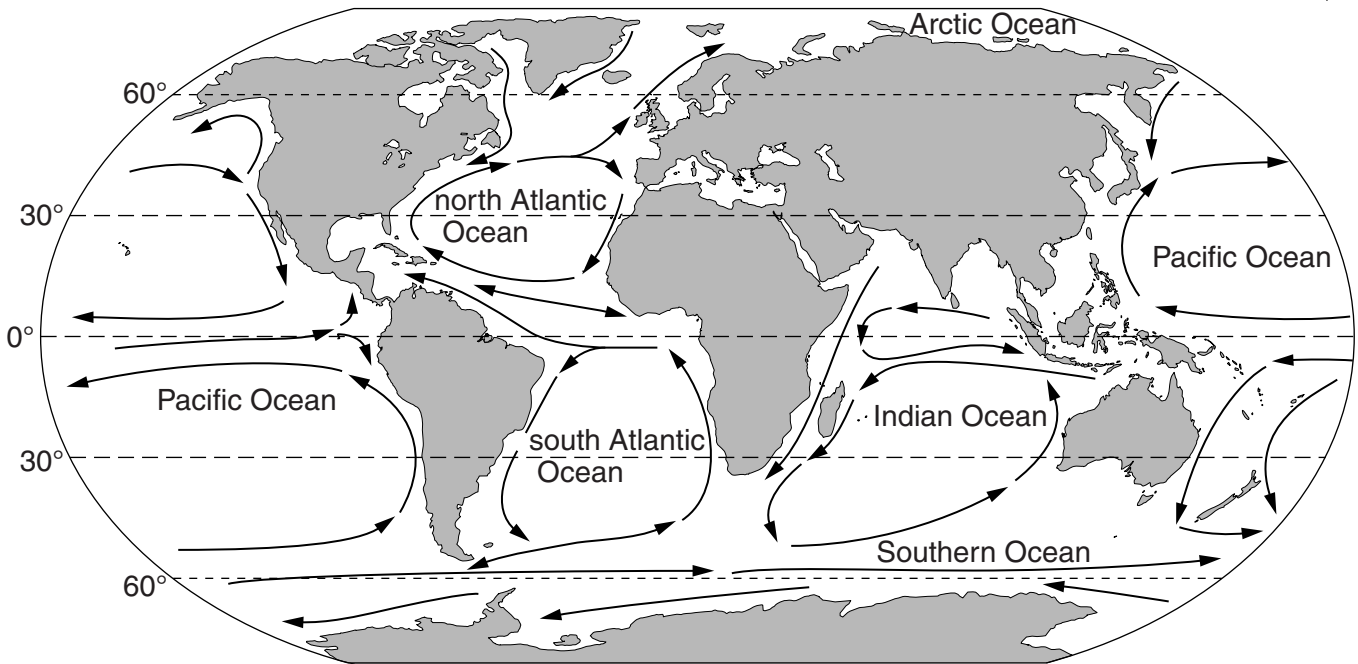 Arctic Ocean
60°
north Atlantic
Ocean
30°
Pacific Ocean
0°
Pacific Ocean
Indian Ocean
south Atlantic
Ocean
30°
Southern Ocean
60°